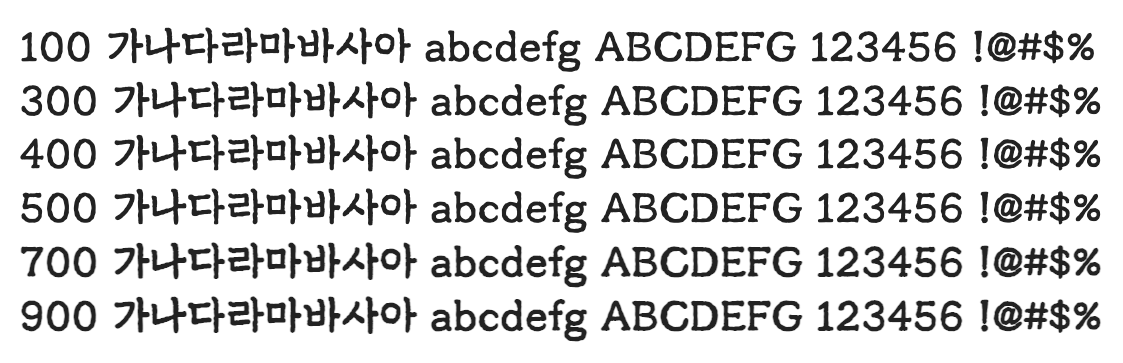 100 가나다라마바사아 abcdefg ABCDEFG 123456 !@#$%
300 가나다라마바사아 abcdefg ABCDEFG 123456 !@#$%
400 가나다라마바사아 abcdefg ABCDEFG 123456 !@#$%
500 가나다라마바사아 abcdefg ABCDEFG 123456 !@#$%
700 가나다라마바사아 abcdefg ABCDEFG 123456 !@#$%
900 가나다라마바사아 abcdefg ABCDEFG 123456 !@#$%